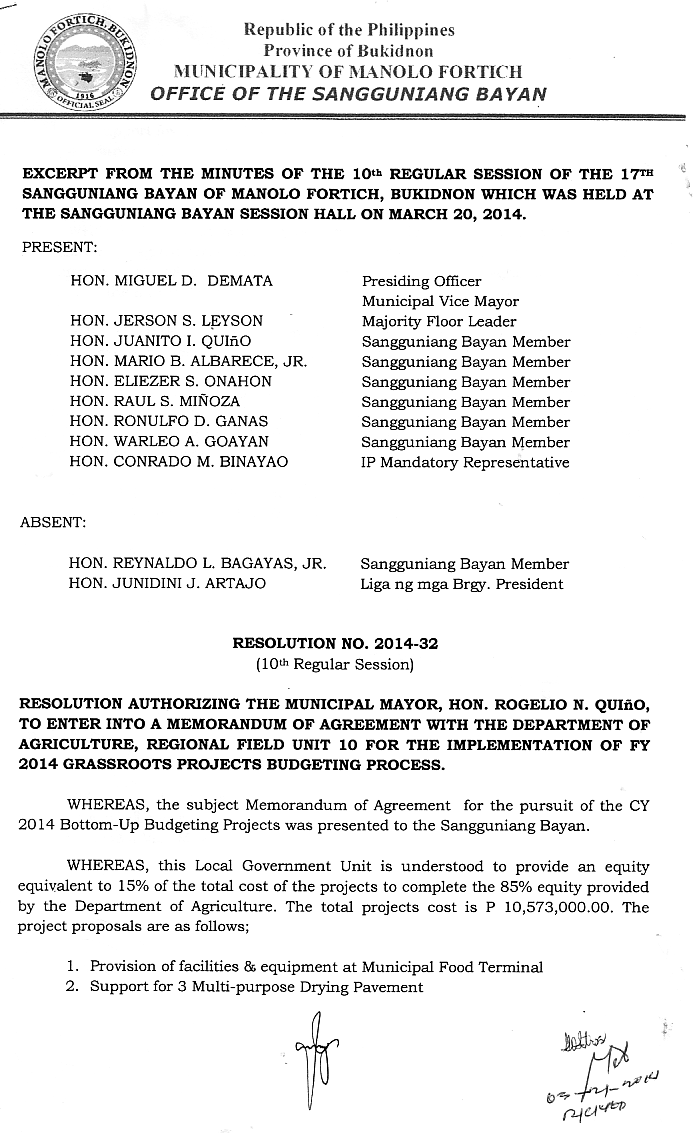 MANOLO FORTICH, BUKIDNON
1916
OFFICIAL SEAL
Republic of the Philippines
Province of Bukidnon
MUNICIPALITY OF MANOLO FORTICH
OFFICE OF THE SANGGUNIANG BAYAN
EXCERPT FROM THE MINUTES OF THE 10th REGULAR SESSION OF THE 17TH
SANGGUNIANG BAYAN OF MANOLO FORTICH, BUKIDNON WHICH WAS HELD AT
THE SANGGUNIANG BAYAN SESSION HALL ON MARCH 20, 2014.
PRESENT:
HON. MIGUEL D. DEMATA Presiding Officer
Municipal Vice Mayor
HON. JERSON S. LEYSON Majority Floor Leader
HON. JUANITO I. QUIñO Sangguniang Bayan Member
HON. MARIO B. ALBARECE, JR. Sangguniang Bayan Member
HON. ELIEZER S. ONAHON Sangguniang Bayan Member
HON. RAUL S. MIÑOZA Sangguniang Bayan Member
HON. RONULFO D. GANAS Sangguniang Bayan Member
HON. WARLEO A. GOAYAN Sangguniang Bayan Member
HON. CONRADO M. BINAYAO IP Mandatory Representative
ABSENT:
HON. REYNALDO L. BAGAYAS, JR. Sangguniang Bayan Member
HON. JUNIDINI J. ARTAJO Liga ng mga Brgy. President
RESOLUTION NO. 2014-32
(10th Regular Session)
RESOLUTION AUTHORIZING THE MUNICIPAL MAYOR, HON. ROGELIO N. QUIñO,
TO ENTER INTO A MEMORANDUM OF AGREEMENT WITH THE DEPARTMENT OF
AGRICULTURE, REGIONAL FIELD UNIT 10 FOR THE IMPLEMENTATION OF FY
2014 GRASSROOTS PROJECTS BUDGETING PROCESS.
WHEREAS, the subject Memorandum of Agreement for the pursuit of the CY
2014 Bottom-Up Budgeting Projects was presented to the Sangguniang Bayan.
WHEREAS, this Local Government Unit is understood to provide an equity
equivalent to 15% of the total cost of the projects to complete the 85% equity provided
by the Department of Agriculture. The total projects cost is P 10,573,000.00. The
project proposals are as follows;
1. Provision of facilities & equipment at Municipal Food Terminal
2. Support for 3 Multi-purpose Drying Pavement